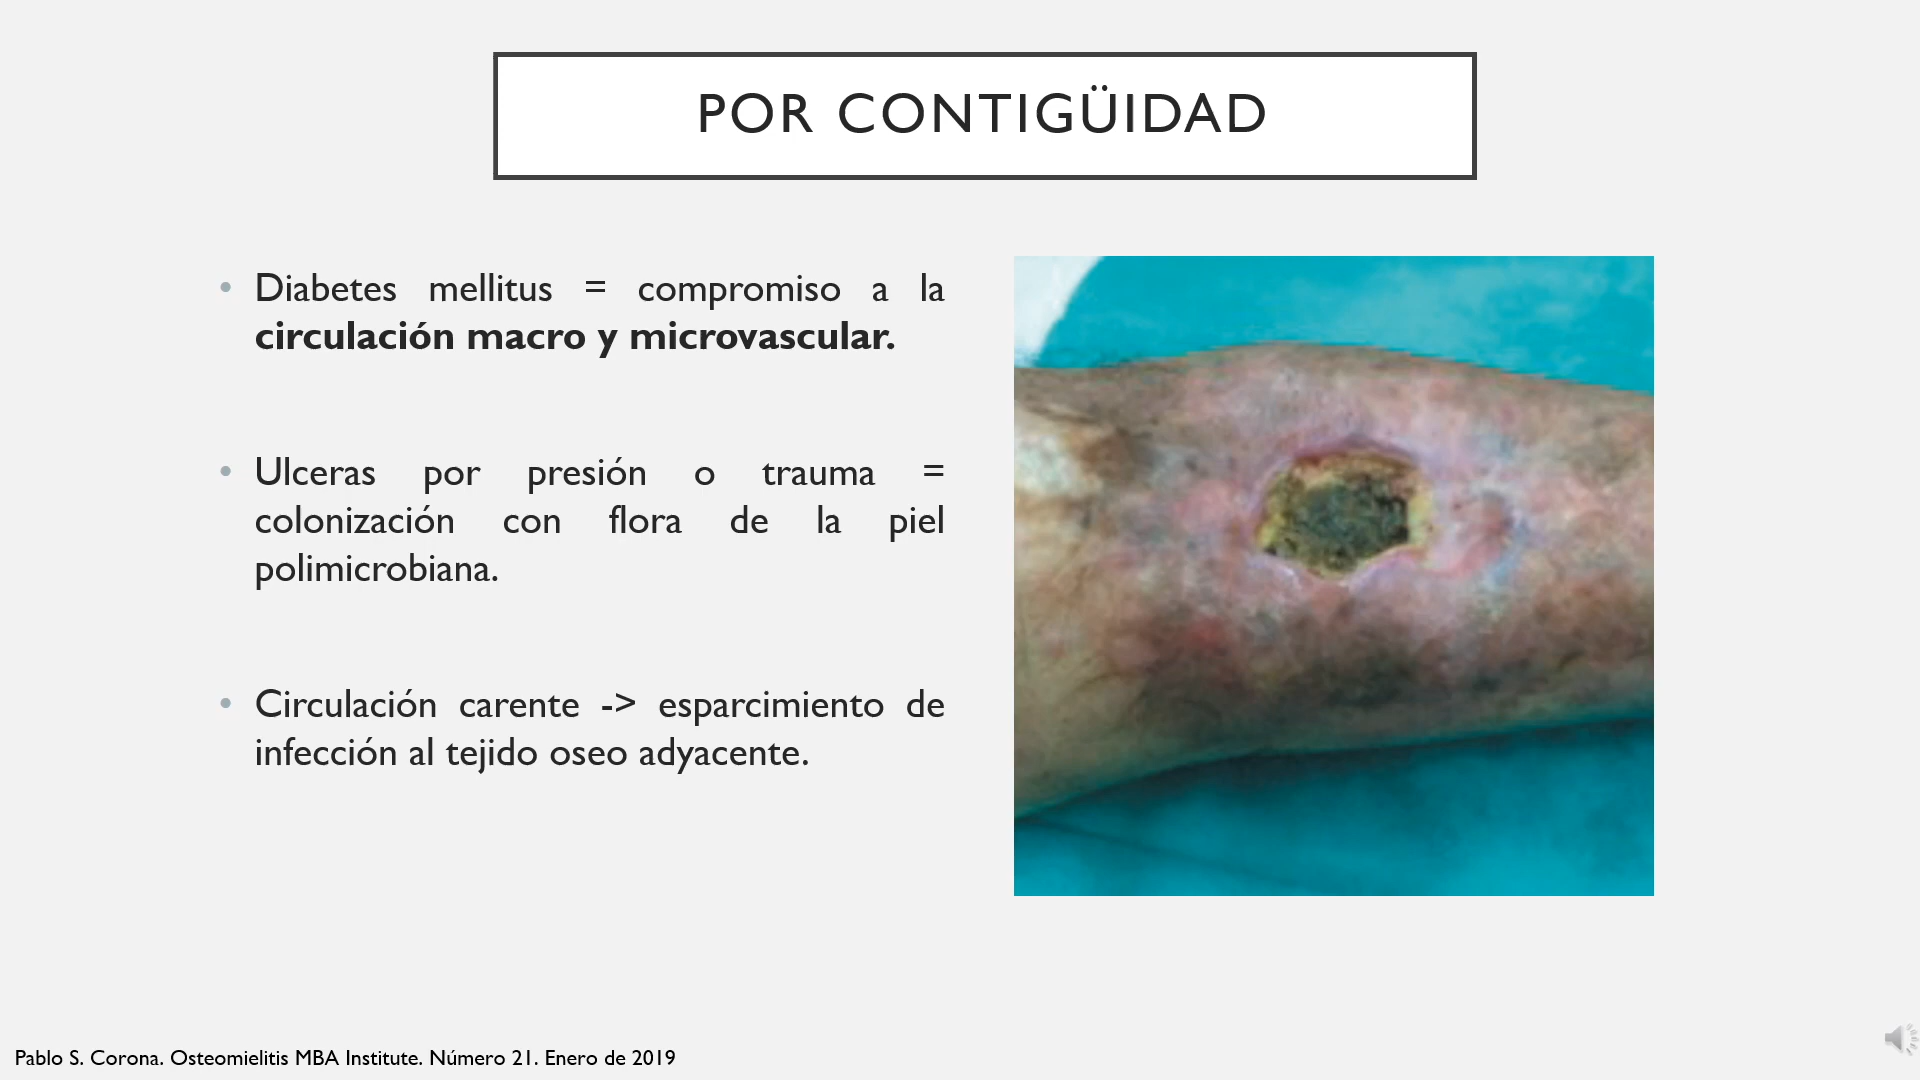 POR CONTIGÜIDAD
• Diabetes mellitus = compromiso a la
circulación macro y microvascular.
• Ulceras por presión o trauma =
colonización con flora de la piel
polimicrobiana.
• Circulación carente -> esparcimiento de
infección al tejido oseo adyacente.
Pablo S. Corona. Osteomielitis MBA Institute. Número 21. Enero de 2019